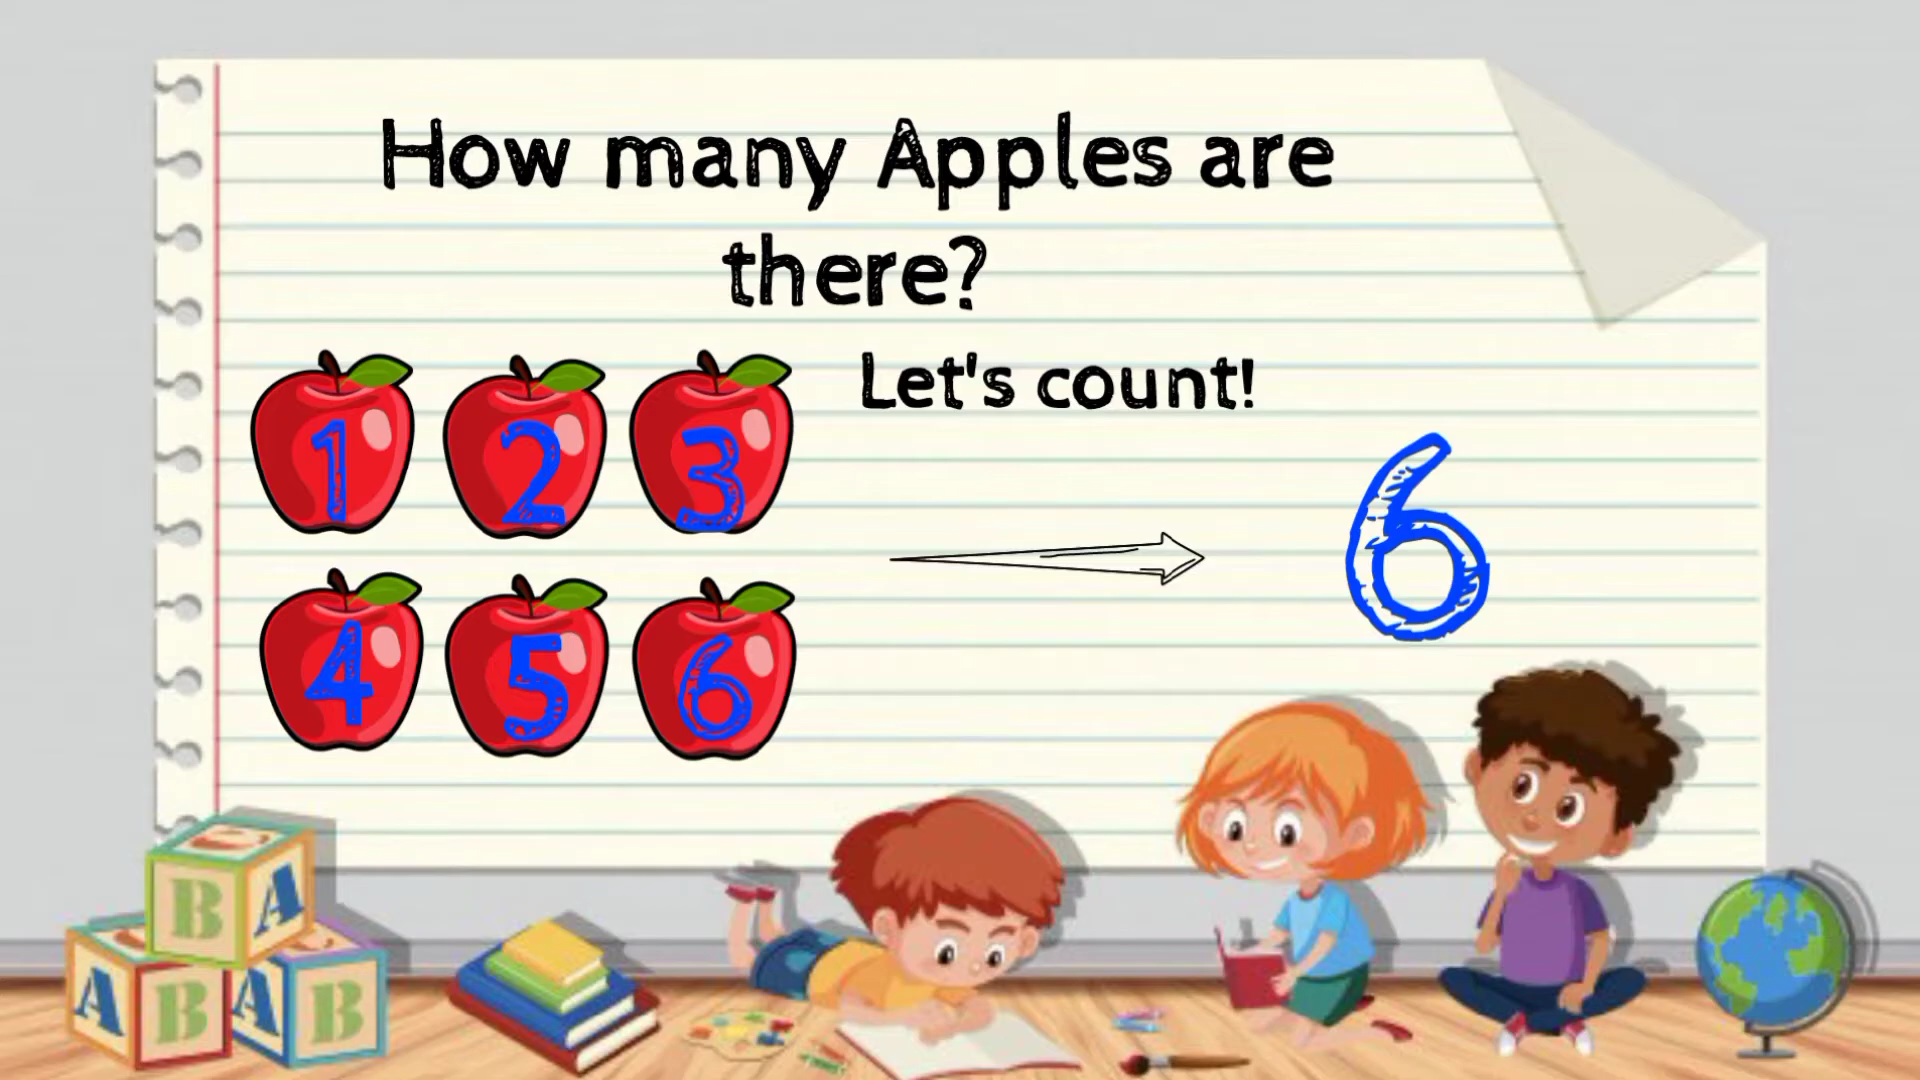 How many Apples are
there?
Let's count!
1 2 3
6
4 5 6
B A
A B A B